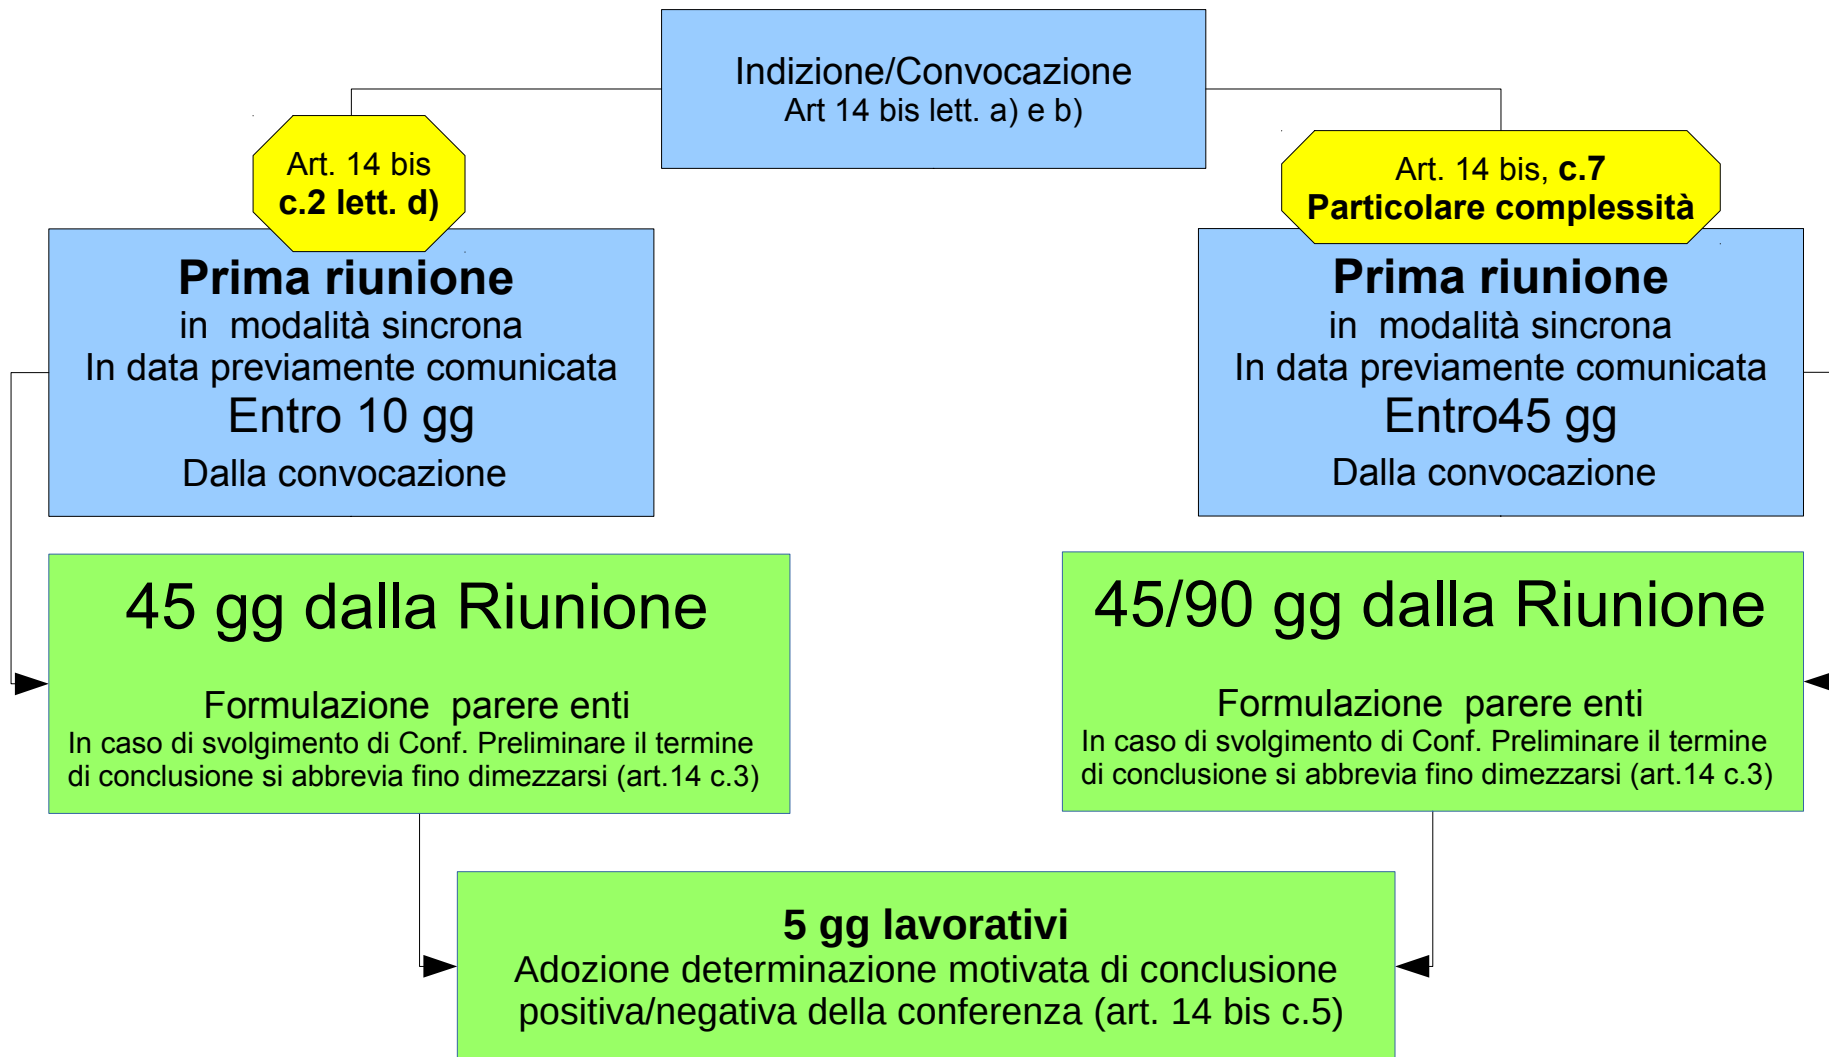 Indizione/Convocazione
Art 14 bis lett. a) e b)
Art. 14 bis
c.2 lett. d)
Prima riunione
in modalità sincrona
In data previamente comunicata
Entro 10 gg
Dalla convocazione
Art. 14 bis, c.7
Particolare complessità
Prima riunione
in modalità sincrona
In data previamente comunicata
Entro45 gg
Dalla convocazione
45 gg dalla Riunione
Formulazione parere enti
In caso di svolgimento di Conf. Preliminare il termine
di conclusione si abbrevia fino dimezzarsi (art.14 c.3)
45/90 gg dalla Riunione
Formulazione parere enti
In caso di svolgimento di Conf. Preliminare il termine
di conclusione si abbrevia fino dimezzarsi (art.14 c.3)
5 gg lavorativi
Adozione determinazione motivata di conclusione
positiva/negativa della conferenza (art. 14 bis c.5)